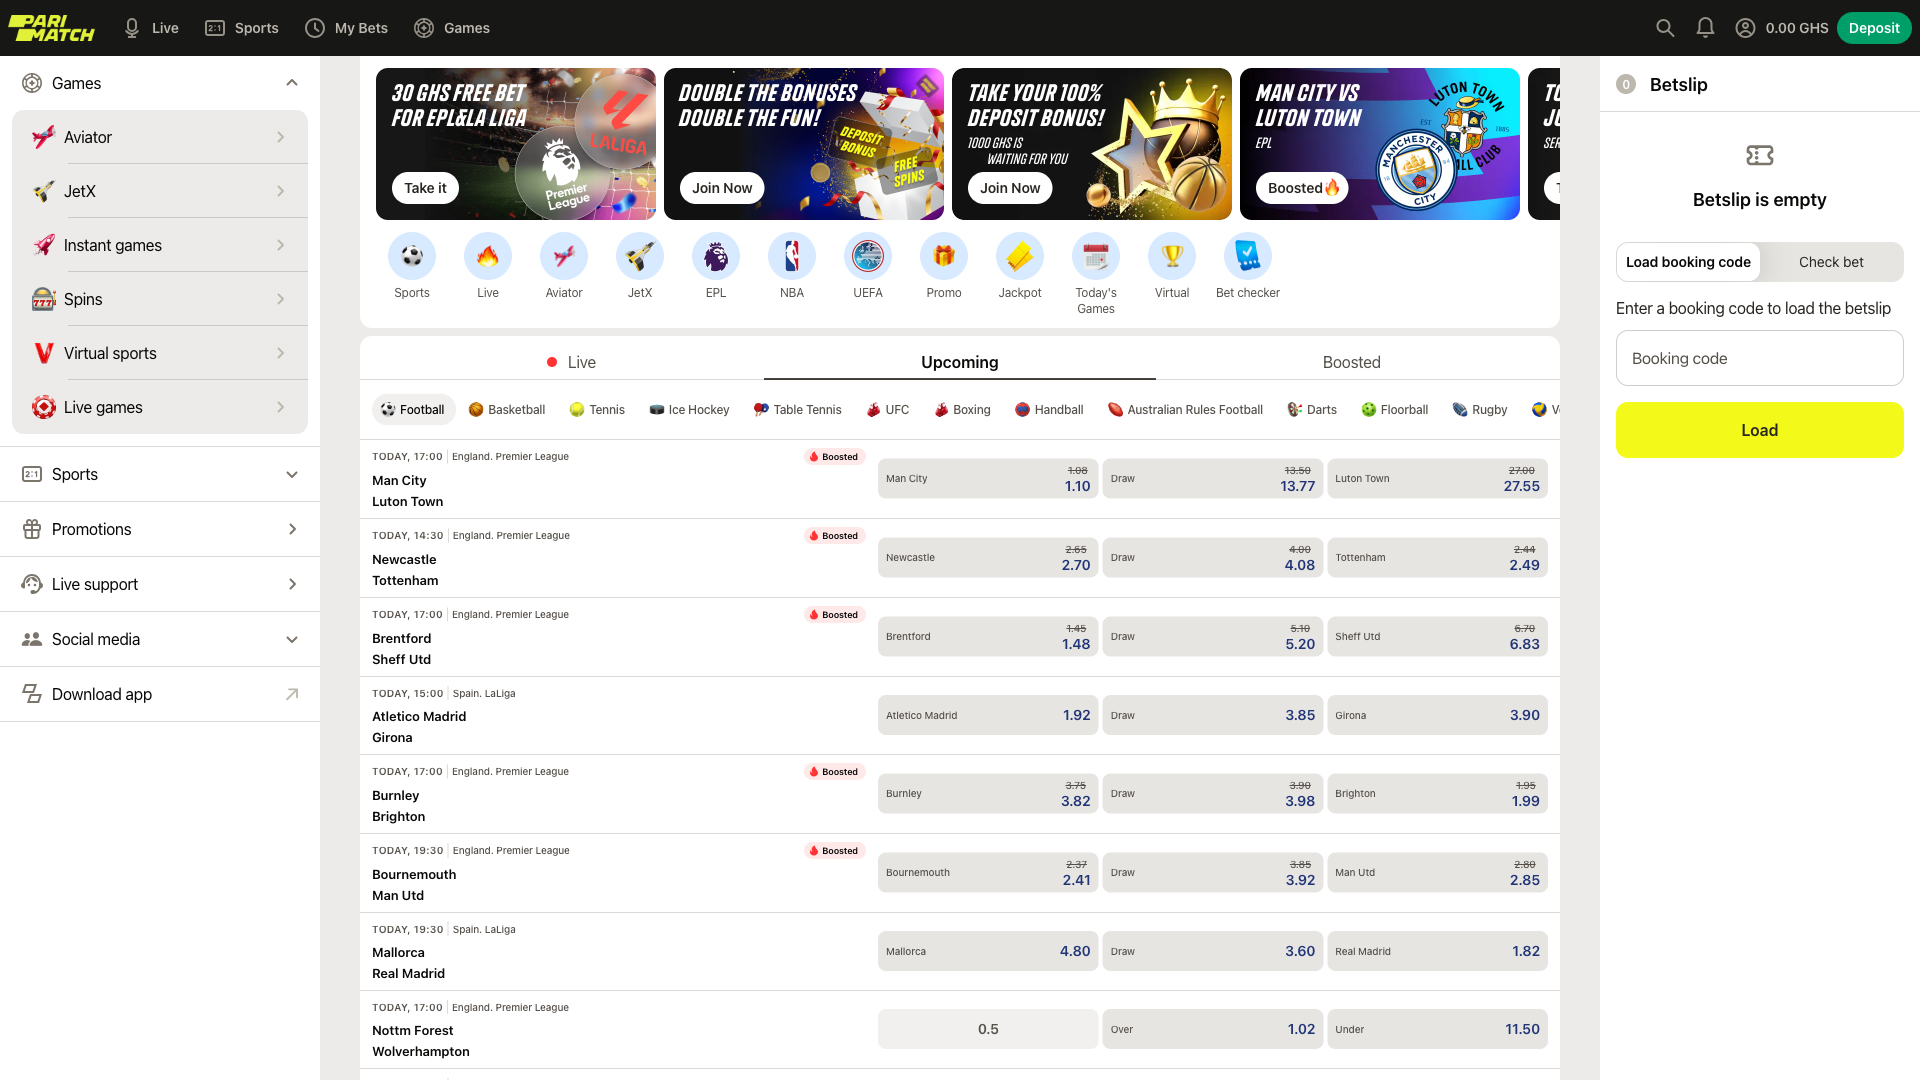 PARI MATCH
Live
Sports
My Bets
Games
0.00 GHS
Deposit
Games
Aviator
JetX
Instant games
Spins
Virtual sports
Live games
Sports
Promotions
Live support
Social media
Download app
30 GHS FREE BET
FOR EPL&LA LIGA
Take it
LALIGA
Premier
League
DOUBLE THE BONUSES
DOUBLE THE FUN!
Join Now
DEPOSIT
BONUS
FREE
SPINS
TAKE YOUR 100%
DEPOSIT BONUS!
1000 GHS IS
WAITING FOR YOU
Join Now
MAN CITY VS
LUTON TOWN
EPL
Boosted
LUTON TOWN
EST
1885
MANCHESTER
CITY
Sports
Live
Aviator
JetX
EPL
NBA
UEFA
Promo
Jackpot
Today's
Games
Virtual
Bet checker
Live
Upcoming
Boosted
Football
Basketball
Tennis
Ice Hockey
Table Tennis
UFC
Boxing
Handball
Australian Rules Football
Darts
Floorball
Rugby
TODAY, 17:00 England. Premier League
Boosted
Man City
Luton Town
Man City 1.08 1.10
Draw 13.50 13.77
Luton Town 27.00 27.55
TODAY, 14:30 England. Premier League
Boosted
Newcastle
Tottenham
Newcastle 2.65 2.70
Draw 4.00 4.08
Tottenham 2.44 2.49
TODAY, 17:00 England. Premier League
Boosted
Brentford
Sheff Utd
Brentford 1.45 1.48
Draw 5.10 5.20
Sheff Utd 6.70 6.83
TODAY, 15:00 Spain. LaLiga
Atletico Madrid
Girona
Atletico Madrid 1.92
Draw 3.85
Girona 3.90
TODAY, 17:00 England. Premier League
Boosted
Burnley
Brighton
Burnley 3.75 3.82
Draw 3.90 3.98
Brighton 1.95 1.99
TODAY, 19:30 England. Premier League
Boosted
Bournemouth
Man Utd
Bournemouth 2.37 2.41
Draw 3.85 3.92
Man Utd 2.80 2.85
TODAY, 19:30 Spain. LaLiga
Mallorca
Real Madrid
Mallorca 4.80
Draw 3.60
Real Madrid 1.82
TODAY, 17:00 England. Premier League
Nottm Forest
Wolverhampton
0.5
Over 1.02
Under 11.50
0 Betslip
Betslip is empty
Load booking code
Check bet
Enter a booking code to load the betslip
Booking code
Load